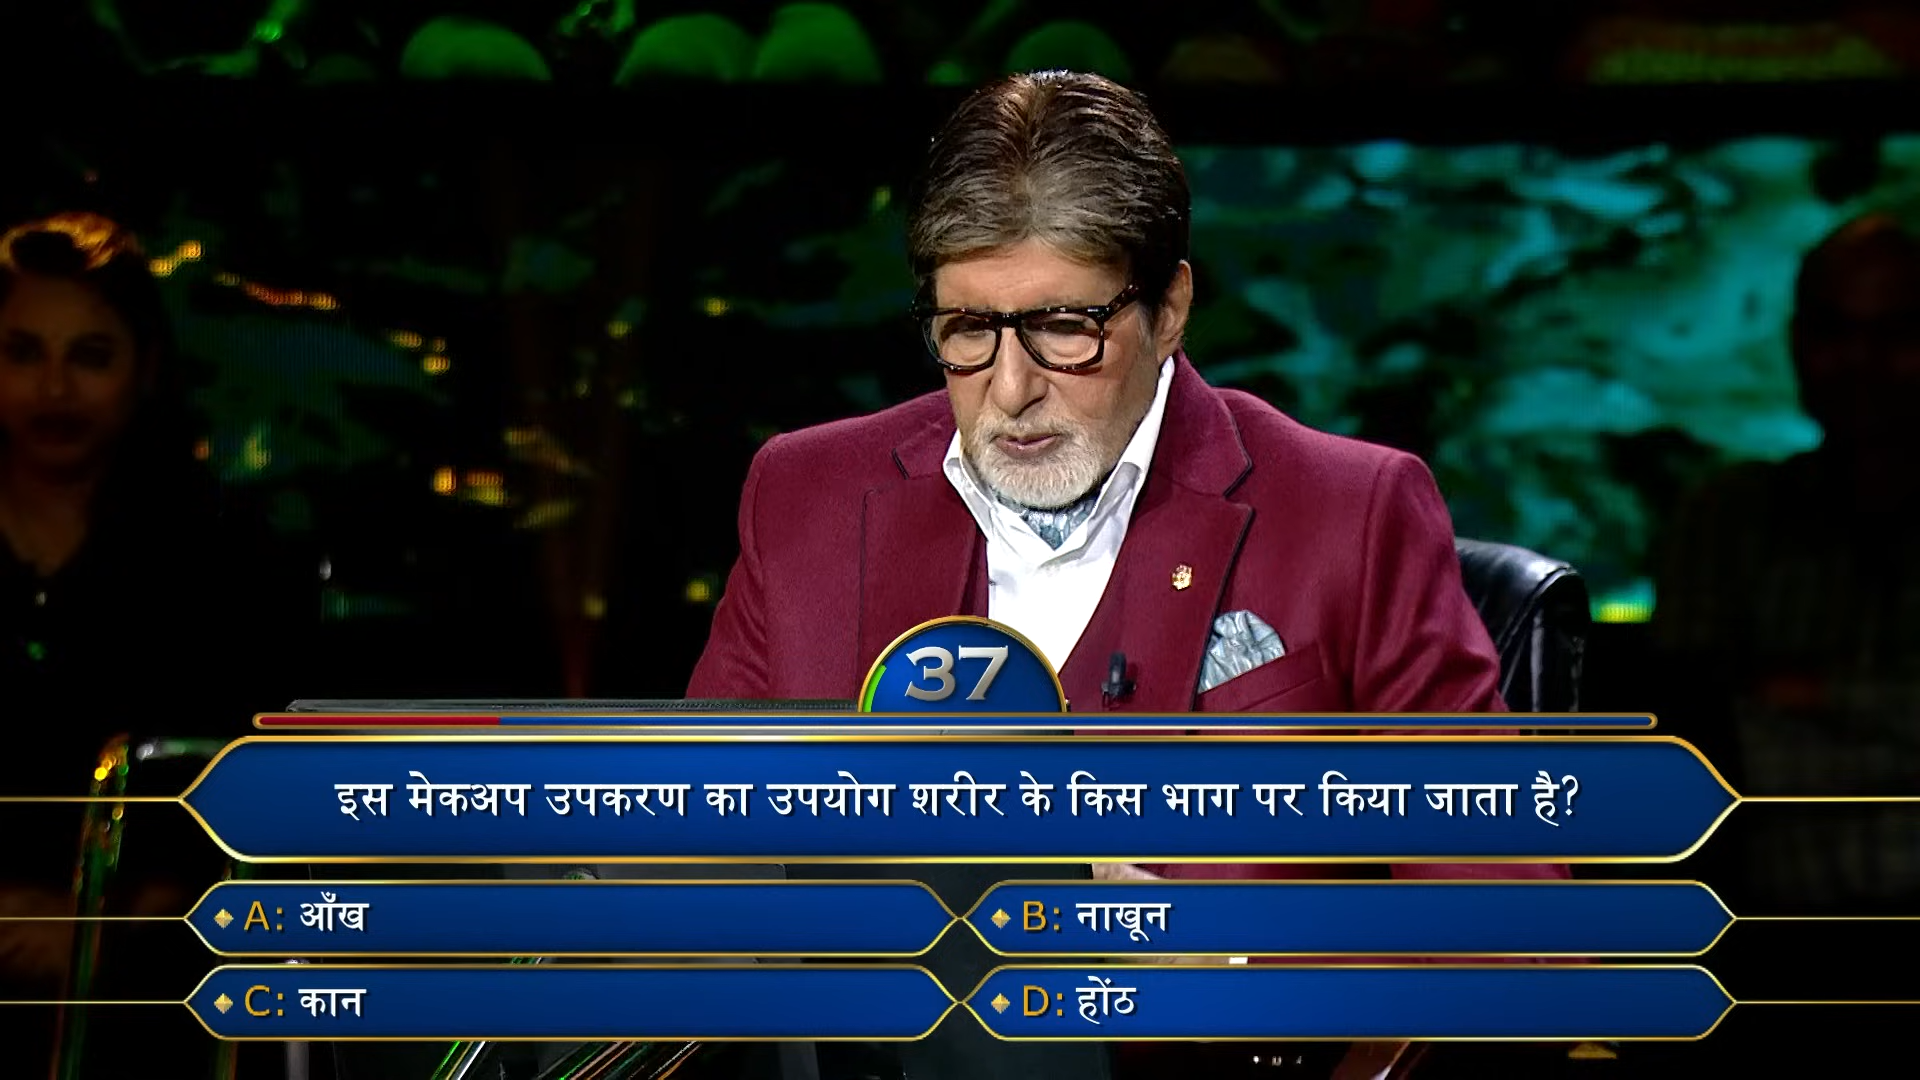 37
इस मेकअप उपकरण का उपयोग शरीर के किस भाग पर किया जाता है?
A: आँख
B: नाखून
C: कान
D: होंठ